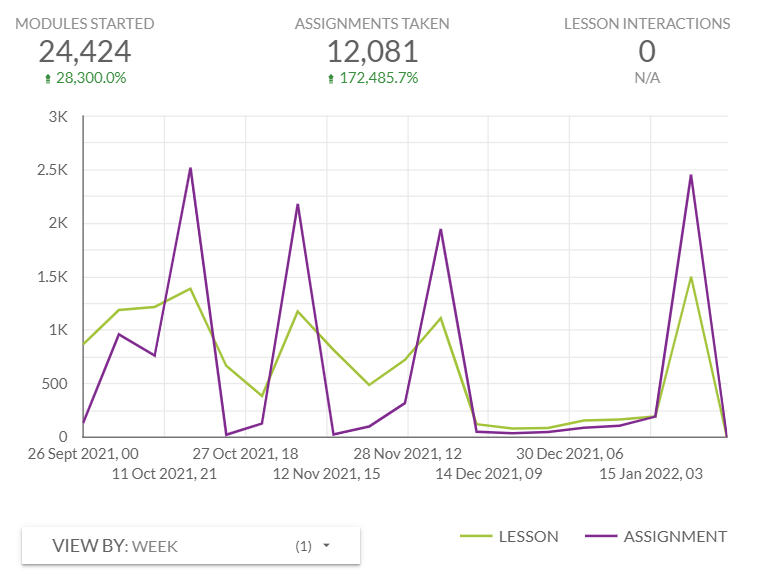 MODULES STARTED ASSIGNMENTS TAKEN LESSON INTERACTIONS
24,424 12,081 0
28,300.0% 172,485.7% N/A
3K
2.5K
2K
1.5K
1K
500
0
26 Sept 2021, 00 27 Oct 2021, 18 28 Nov 2021, 12 30 Dec 2021, 06
11 Oct 2021, 21 12 Nov 2021, 15 14 Dec 2021, 09 15 Jan 2022, 03
VIEW BY: WEEK (1) LESSON ASSIGNMENT